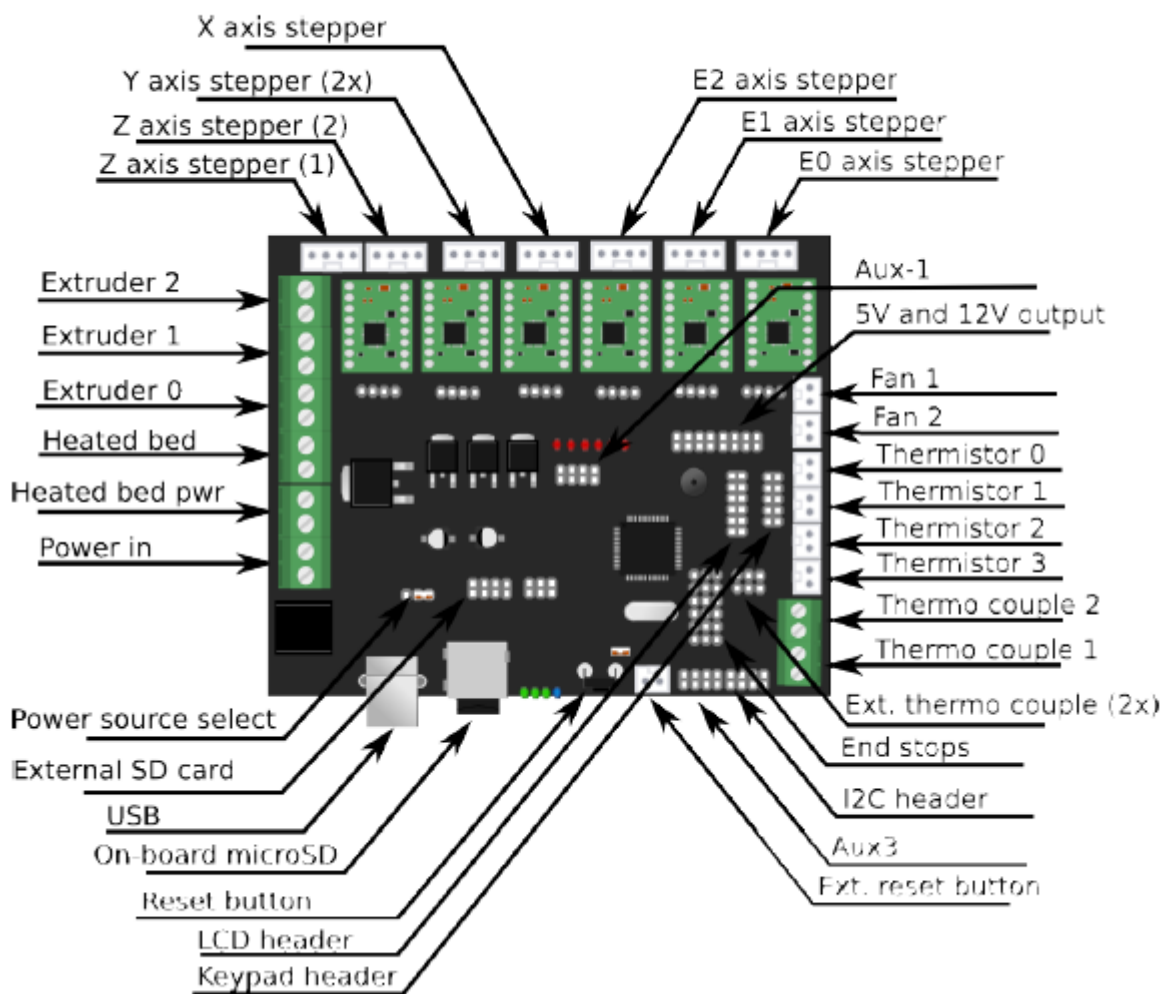 X axis stepper
Y axis stepper (2x)
Z axis stepper (2)
Z axis stepper (1)
E2 axis stepper
E1 axis stepper
E0 axis stepper
Extruder 2
Extruder 1
Extruder 0
Heated bed
Heated bed pwr
Power in
Aux-1
5V and 12V output
Fan 1
Fan 2
Thermistor 0
Thermistor 1
Thermistor 2
Thermistor 3
Thermo couple 2
Thermo couple 1
Ext. thermo couple (2x)
End stops
I2C header
Aux3
Ext. reset button
Power source select
External SD card
USB
On-board microSD
Reset button
LCD header
Keypad header